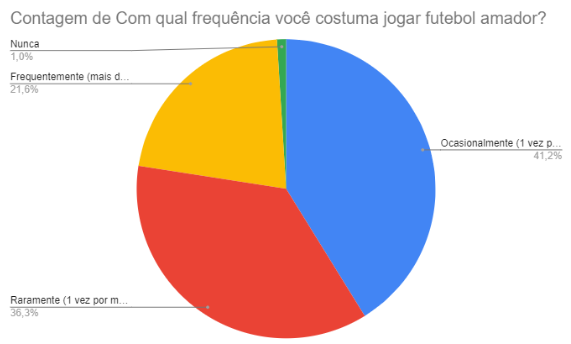 Contagem de Com qual frequência você costuma jogar futebol amador?
Nunca
1,0%
Frequentemente (mais d…
21,6%
Ocasionalmente (1 vez p…
41,2%
Raramente (1 vez por m…
36,3%